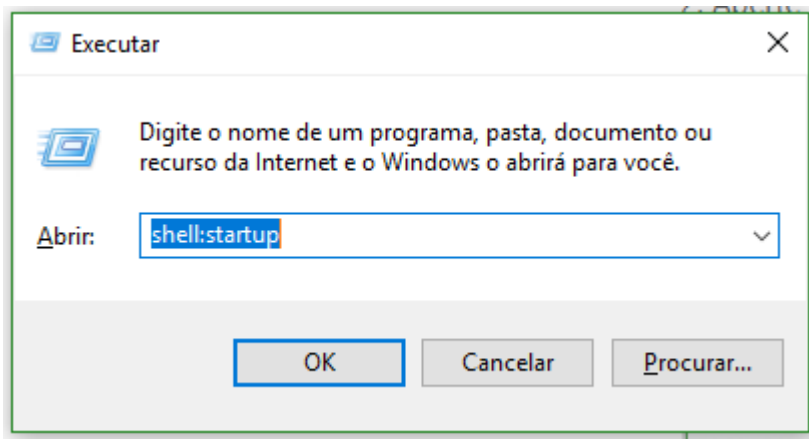 Executar
Digite o nome de um programa, pasta, documento ou
recurso da Internet e o Windows o abrirá para você.
Abrir:
shell:startup
OK
Cancelar
Procurar...